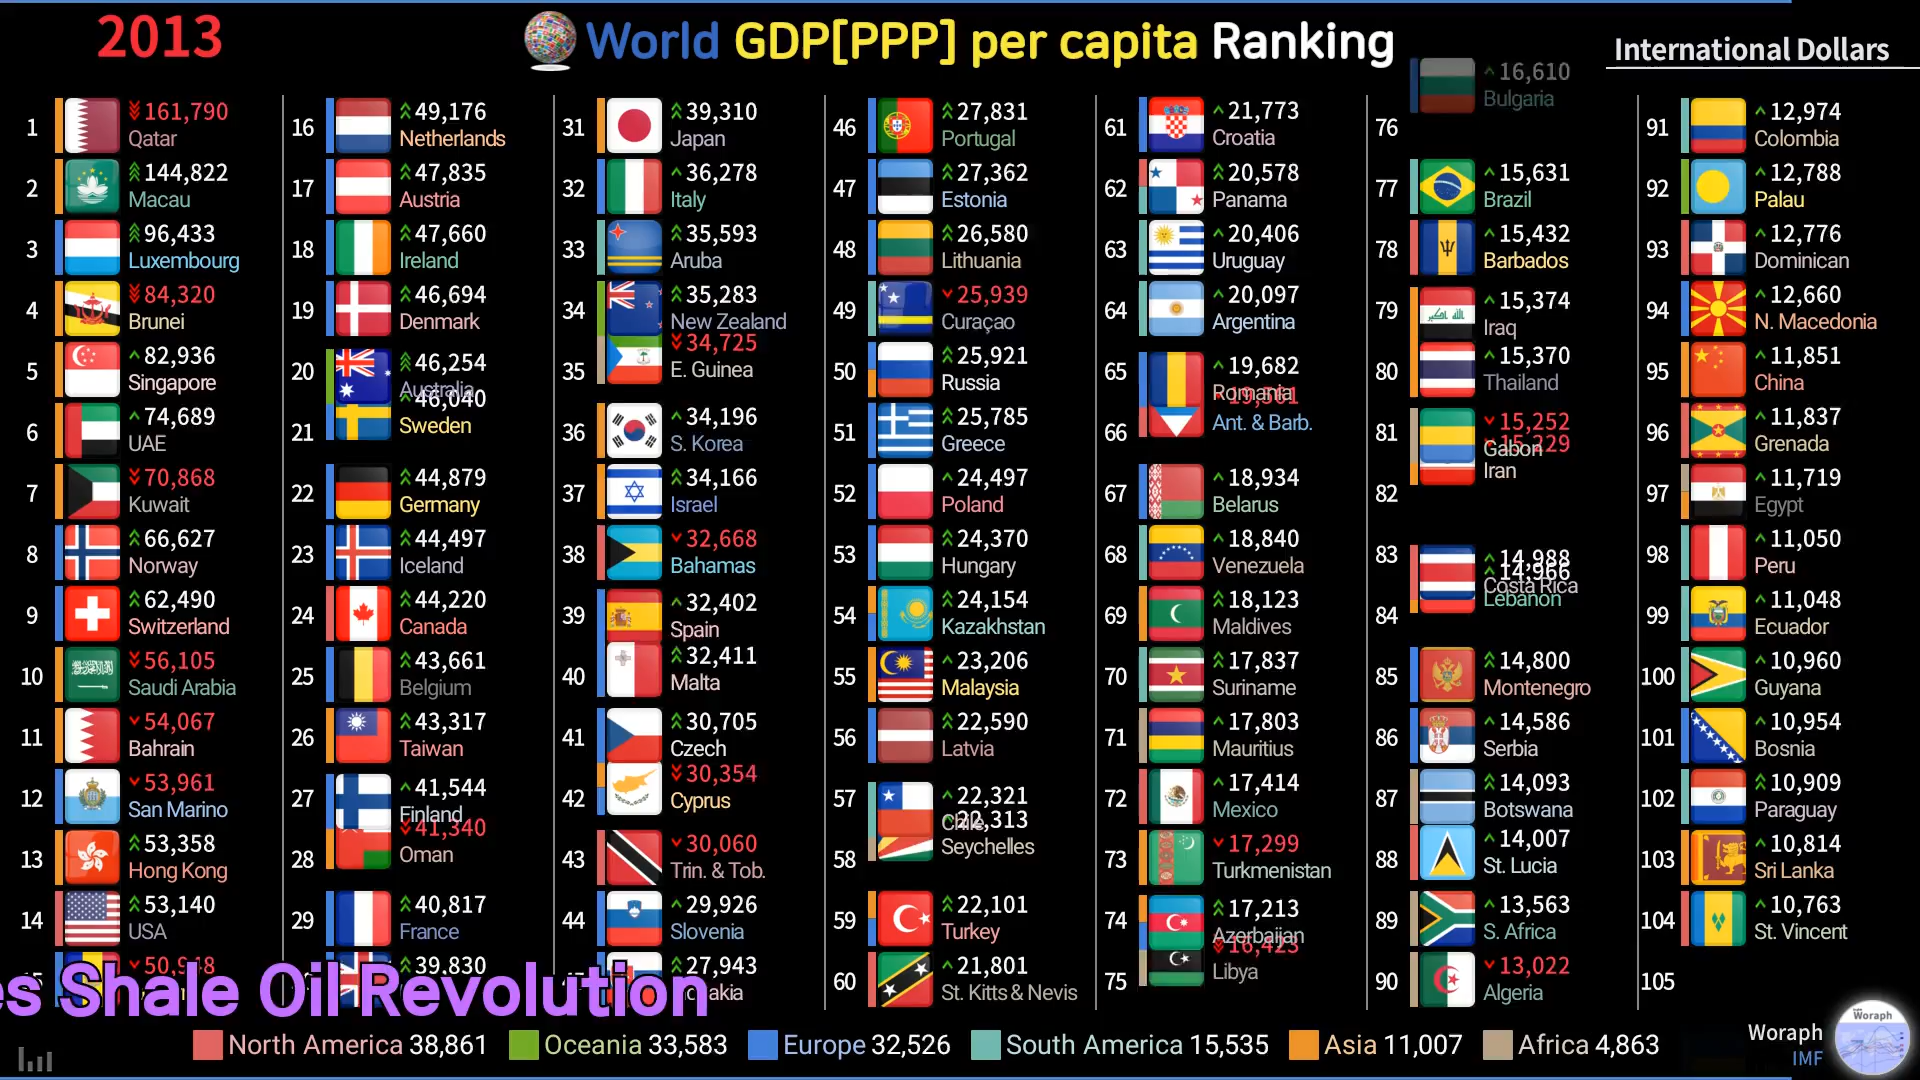 2013
World GDP[PPP] per capita Ranking
International Dollars
1 161,790 Qatar
2 144,822 Macau
3 96,433 Luxembourg
4 84,320 Brunei
5 82,936 Singapore
6 74,689 UAE
7 70,868 Kuwait
8 66,627 Norway
9 62,490 Switzerland
10 56,105 Saudi Arabia
11 54,067 Bahrain
12 53,961 San Marino
13 53,358 Hong Kong
14 53,140 USA
16 49,176 Netherlands
17 47,835 Austria
18 47,660 Ireland
19 46,694 Denmark
20 46,254 Australia
21 46,040 Sweden
22 44,879 Germany
23 44,497 Iceland
24 44,220 Canada
25 43,661 Belgium
26 43,317 Taiwan
27 41,544 Finland
28 41,340 Oman
29 40,817 France
39,830
31 39,310 Japan
32 36,278 Italy
33 35,593 Aruba
34 35,283 New Zealand
35 34,725 E. Guinea
36 34,196 S. Korea
37 34,166 Israel
38 32,668 Bahamas
39 32,402 Spain
40 32,411 Malta
41 30,705 Czech
42 30,354 Cyprus
43 30,060 Trin. & Tob.
44 29,926 Slovenia
27,943
46 27,831 Portugal
47 27,362 Estonia
48 26,580 Lithuania
49 25,939 Curaçao
50 25,921 Russia
51 25,785 Greece
52 24,497 Poland
53 24,370 Hungary
54 24,154 Kazakhstan
55 23,206 Malaysia
56 22,590 Latvia
57 22,321 Chile
58 22,313 Seychelles
59 22,101 Turkey
60 21,801 St. Kitts & Nevis
61 21,773 Croatia
62 20,578 Panama
63 20,406 Uruguay
64 20,097 Argentina
65 19,682 Romania
66 Ant. & Barb.
67 18,934 Belarus
68 18,840 Venezuela
69 18,123 Maldives
70 17,837 Suriname
71 17,803 Mauritius
72 17,414 Mexico
73 17,299 Turkmenistan
74 17,213 Azerbaijan
75 16,423 Libya
16,610 Bulgaria
76
77 15,631 Brazil
78 15,432 Barbados
79 15,374 Iraq
80 15,370 Thailand
81 15,252 Gabon
15,229 Iran
82
83 14,988 Costa Rica
84 14,966 Lebanon
85 14,800 Montenegro
86 14,586 Serbia
87 14,093 Botswana
88 14,007 St. Lucia
89 13,563 S. Africa
90 13,022 Algeria
91 12,974 Colombia
92 12,788 Palau
93 12,776 Dominican
94 12,660 N. Macedonia
95 11,851 China
96 11,837 Grenada
97 11,719 Egypt
98 11,050 Peru
99 11,048 Ecuador
100 10,960 Guyana
101 10,954 Bosnia
102 10,909 Paraguay
103 10,814 Sri Lanka
104 10,763 St. Vincent
105
es Shale Oil Revolution
North America 38,861 Oceania 33,583 Europe 32,526 South America 15,535 Asia 11,007 Africa 4,863
Woraph
IMF
Woraph